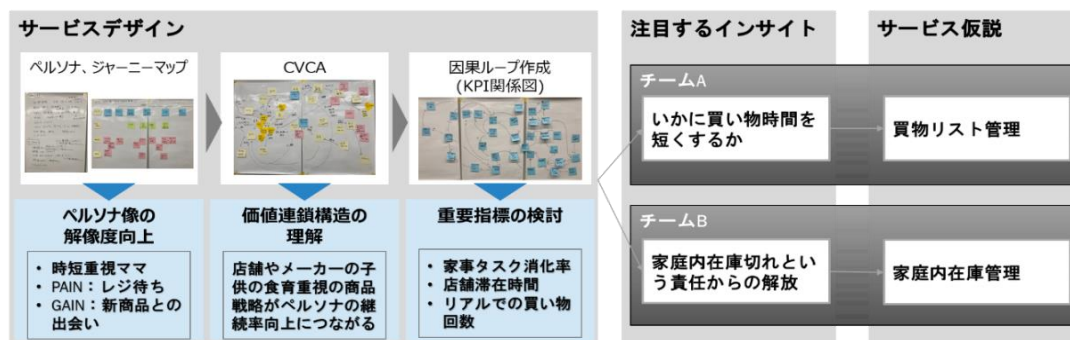 サービスデザイン
ペルソナ、ジャーニーマップ
CVCA
因果ループ作成
(KPI関係図)
ペルソナ像の
解像度向上
• 時短重視ママ
• PAIN：レジ待ち
• GAIN：新商品との
出会い
価値連鎖構造の
理解
店舗やメーカーの子
供の食育重視の商品
戦略がペルソナの継
続率向上につながる
重要指標の検討
• 家事タスク消化率
• 店舗滞在時間
• リアルでの買い物
回数
注目するインサイト
サービス仮説
チームA
いかに買い物時間を
短くするか
買物リスト管理
チームB
家庭内在庫切れとい
う責任からの解放
家庭内在庫管理